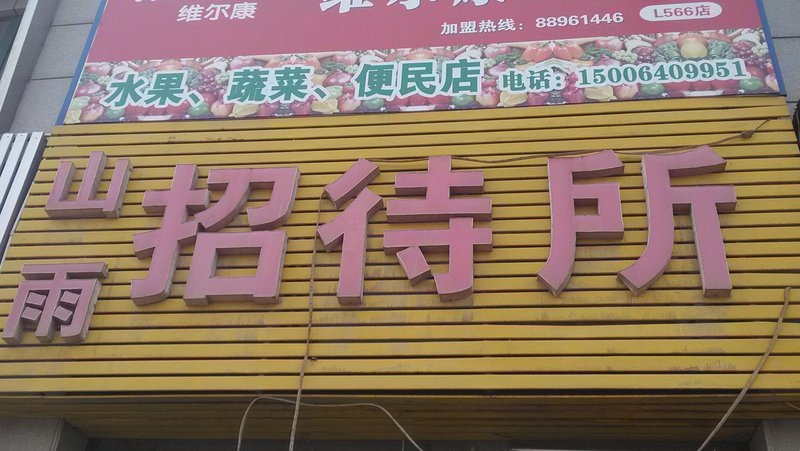 维尔康
加盟热线：88961446
L566店
水果、蔬菜、便民店
电话：15006409951
山雨
招待所